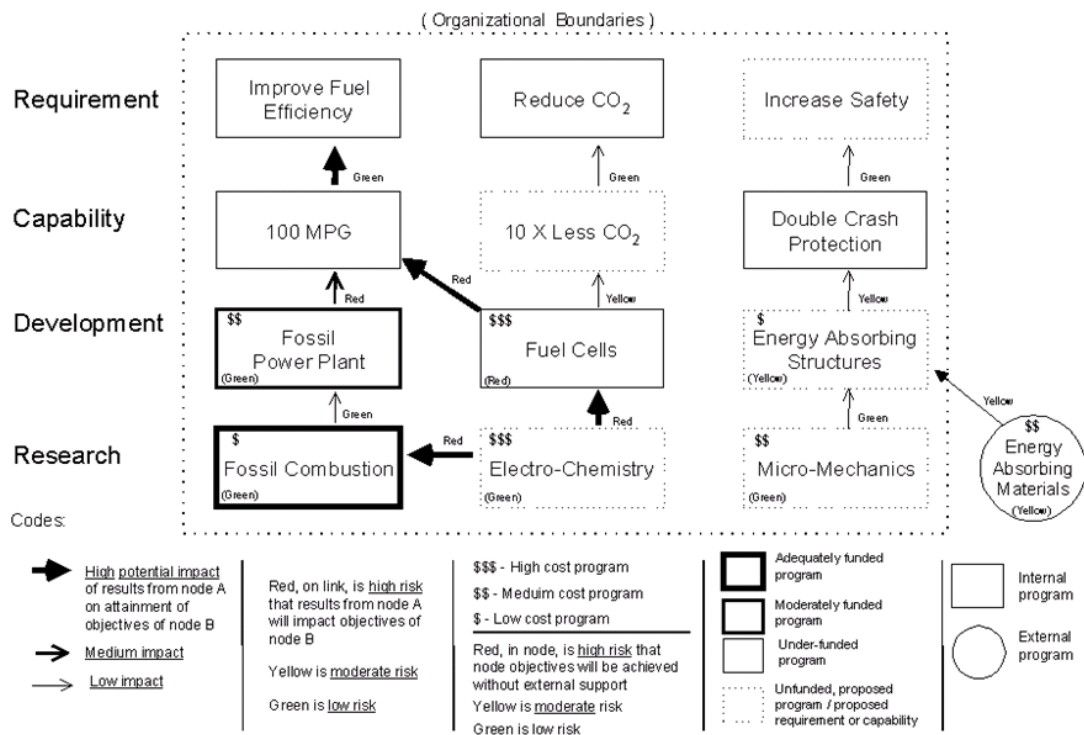 ( Organizational Boundaries )
Requirement
Improve Fuel
Efficiency
Reduce CO2
Increase Safety
Green
Green
Green
Capability
100 MPG
10 X Less CO2
Double Crash
Protection
Red
Red
Yellow
Yellow
Development
$$
Fossil
Power Plant
(Green)
$$$
Fuel Cells
(Red)
$
Energy Absorbing
Structures
(Yellow)
Green
Red
Green
Yellow
Research
$
Fossil Combustion
(Green)
Red
$$$
Electro-Chemistry
(Green)
$$
Micro-Mechanics
(Green)
$$
Energy
Absorbing
Materials
(Yellow)
Codes:
High potential impact
of results from node A
on attainment of
objectives of node B
Medium impact
Low impact
Red, on link, is high risk
that results from node A
will impact objectives of
node B
Yellow is moderate risk
Green is low risk
$$$ - High cost program
$$ - Meduim cost program
$ - Low cost program
Red, in node, is high risk that
node objectives will be achieved
without external support
Yellow is moderate risk
Green is low risk
Adequately funded
program
Moderately funded
program
Under-funded
program
Unfunded, proposed
program / proposed
requirement or capability
Internal
program
External
program